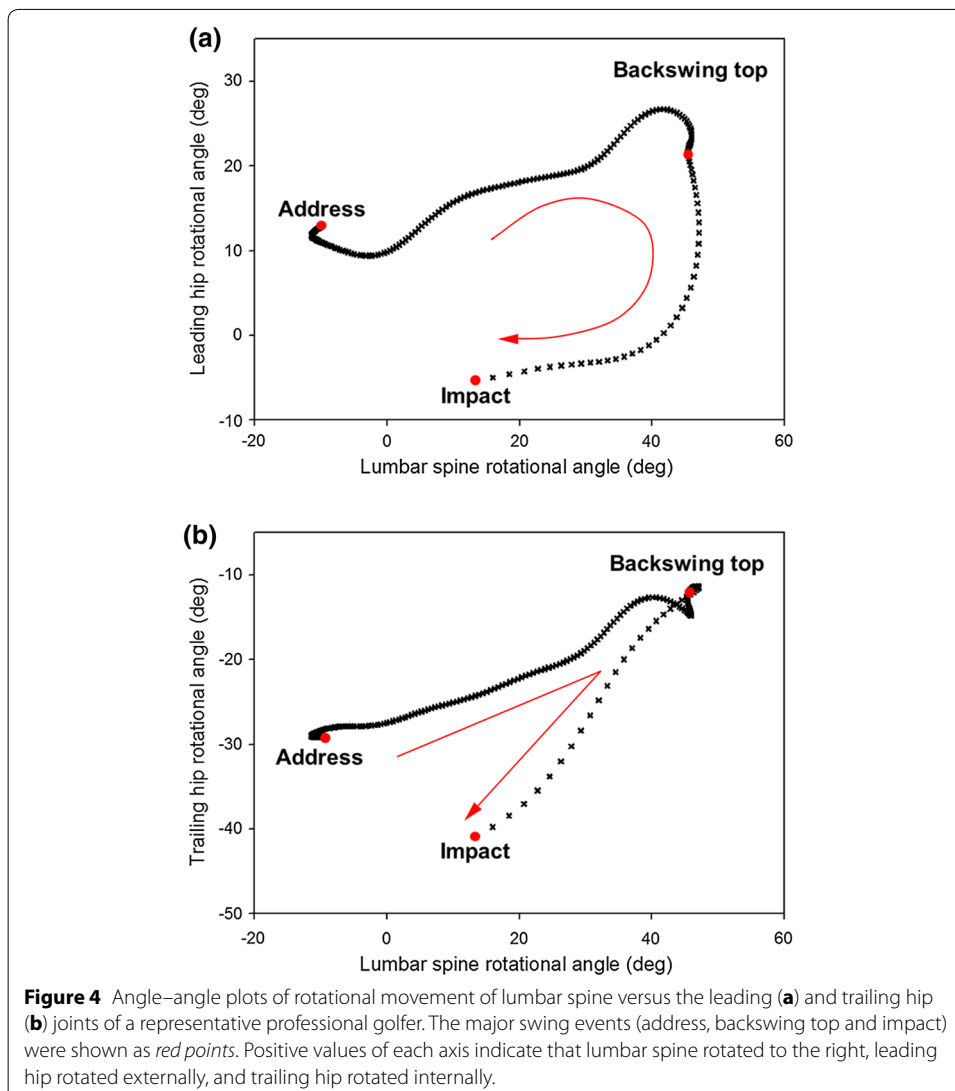 (a)
Backswing top
30
20
Address
10
0
Impact
-10
-20 0 20 40 60
Leading hip rotational angle (deg)
Lumbar spine rotational angle (deg)
(b)
Backswing top
-10
-20
-30
Address
-40
Impact
-50
-20 0 20 40 60
Trailing hip rotational angle (deg)
Lumbar spine rotational angle (deg)
Figure 4 Angle–angle plots of rotational movement of lumbar spine versus the leading (a) and trailing hip
(b) joints of a representative professional golfer. The major swing events (address, backswing top and impact)
were shown as red points. Positive values of each axis indicate that lumbar spine rotated to the right, leading
hip rotated externally, and trailing hip rotated internally.